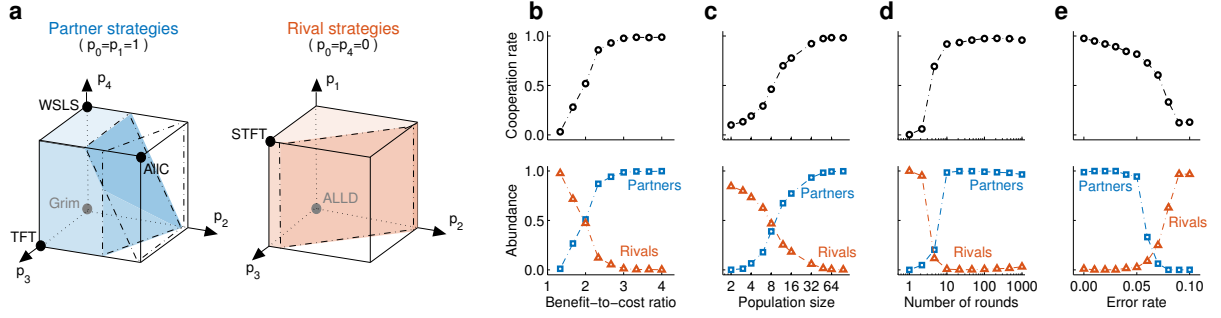 a
Partner strategies
( p₀=p₁=1)
p₄
WSLS
AllC
Grim
TFT
p₃
p₂
Rival strategies
( p₀=p₄=0)
p₁
STFT
ALLD
p₃
p₂
b
Cooperation rate
1.0
0.5
0.0
Abundance
1.0
0.5
0.0
Partners
Rivals
1 2 3 4
Benefit−to−cost ratio
c
Partners
Rivals
2 4 8 16 32 64
Population size
d
Partners
Rivals
1 10 100 1000
Number of rounds
e
Partners
Rivals
0.00 0.05 0.10
Error rate